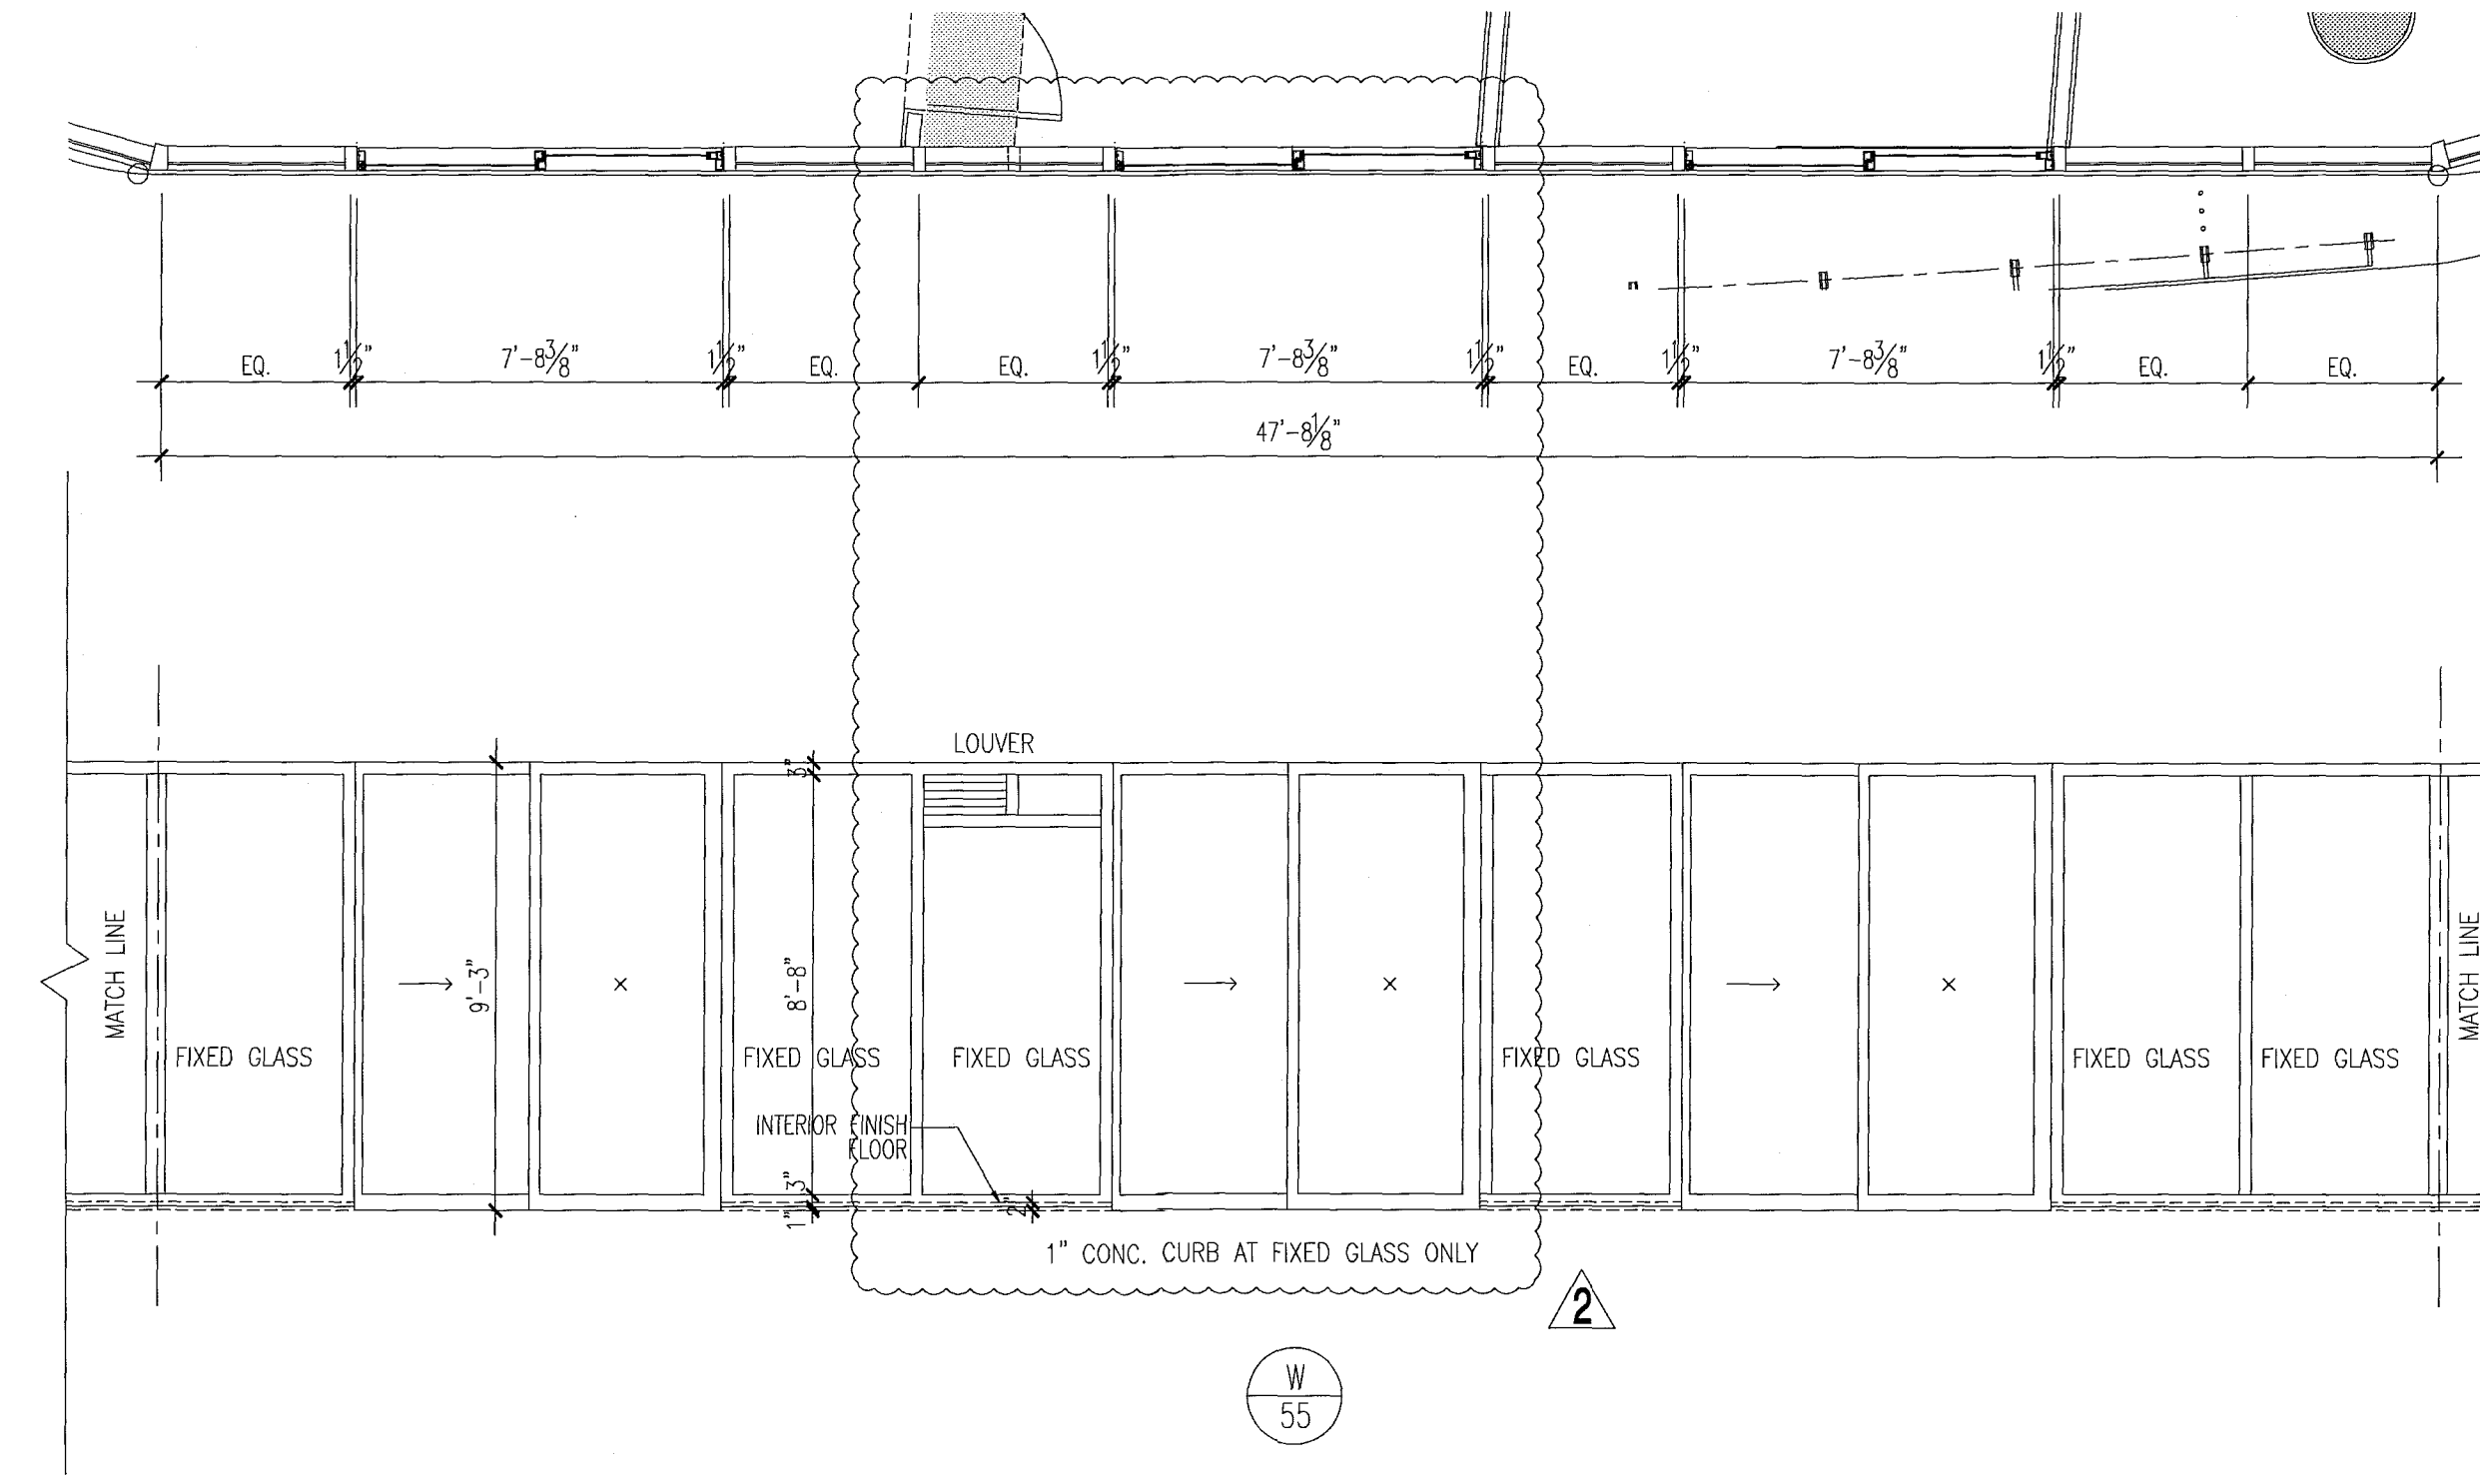 EQ. 1½" 7'-8⅜" 1½" EQ. EQ. 1½" 7'-8⅜" 1½" EQ. 1½" 7'-8⅜" 1½" EQ. EQ.
47'-8⅛"
LOUVER
3"
MATCH LINE
9'-3"
8'-8"
MATCH LINE
FIXED GLASS
FIXED GLASS
FIXED GLASS
FIXED GLASS
FIXED GLASS
FIXED GLASS
INTERIOR FINISH
FLOOR
3"
1"
2"
1" CONC. CURB AT FIXED GLASS ONLY
2
W
55